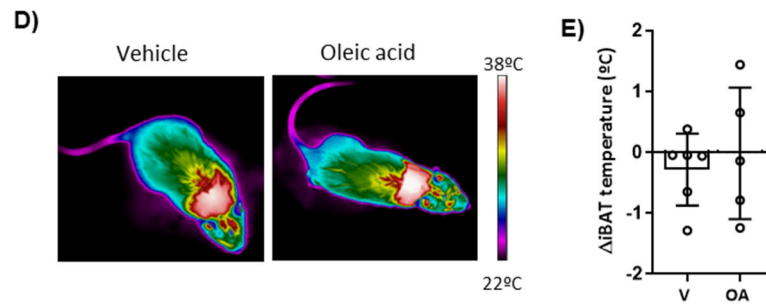 D)
Vehicle
Oleic acid
38ºC
22ºC
E)
ΔiBAT temperature (ºC)
2
1
0
-1
-2
V
OA